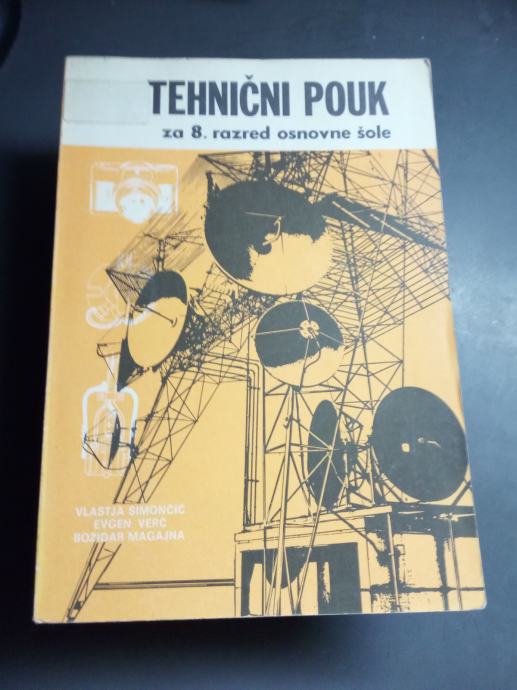 TEHNIČNI POUK
za 8. razred osnovne šole
VLASTJA SIMONČIČ
EVGEN VERČ
BOŽIDAR MAGAJNA